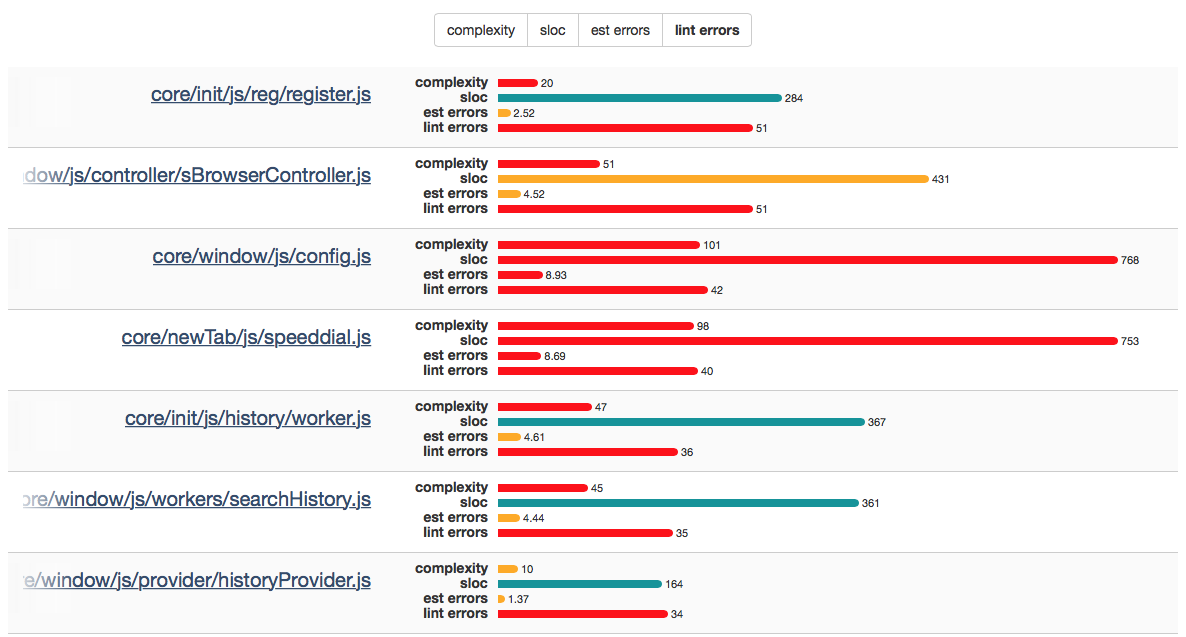 complexity sloc est errors lint errors
core/init/js/reg/register.js
complexity 20
sloc 284
est errors 2.52
lint errors 51
dow/js/controller/sBrowserController.js
complexity 51
sloc 431
est errors 4.52
lint errors 51
core/window/js/config.js
complexity 101
sloc 768
est errors 8.93
lint errors 42
core/newTab/js/speeddial.js
complexity 98
sloc 753
est errors 8.69
lint errors 40
core/init/js/history/worker.js
complexity 47
sloc 367
est errors 4.61
lint errors 36
ore/window/js/workers/searchHistory.js
complexity 45
sloc 361
est errors 4.44
lint errors 35
e/window/js/provider/historyProvider.js
complexity 10
sloc 164
est errors 1.37
lint errors 34